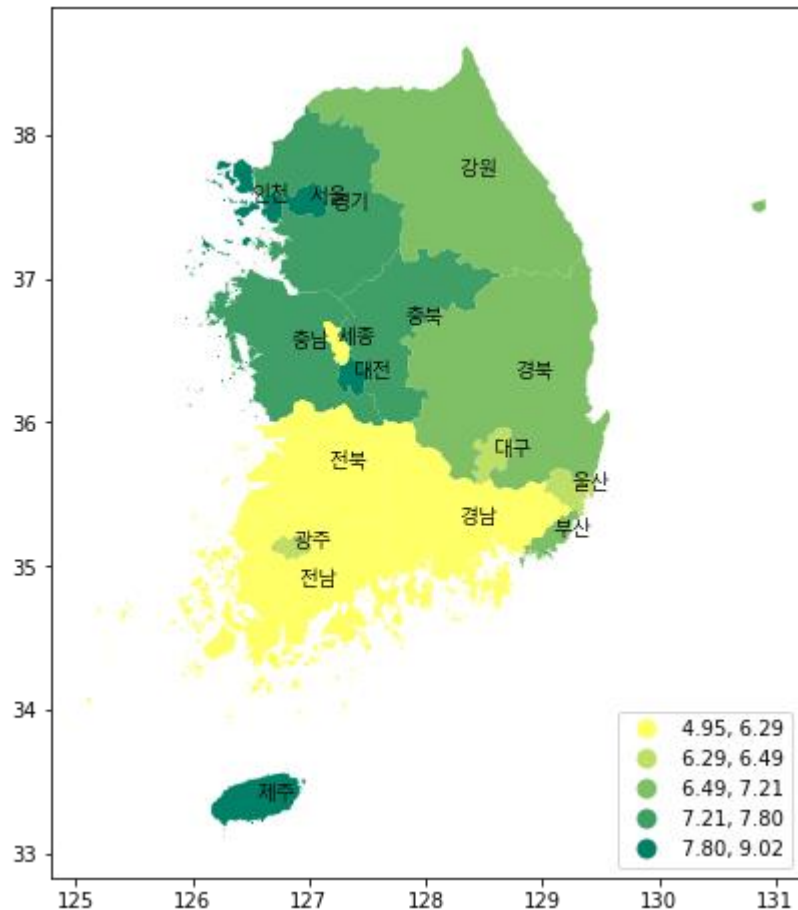 38
37
36
35
34
33
125
126
127
128
129
130
131
강원
인천
서울
경기
충북
충남
세종
대전
경북
대구
전북
울산
경남
부산
광주
전남
제주
4.95, 6.29
6.29, 6.49
6.49, 7.21
7.21, 7.80
7.80, 9.02